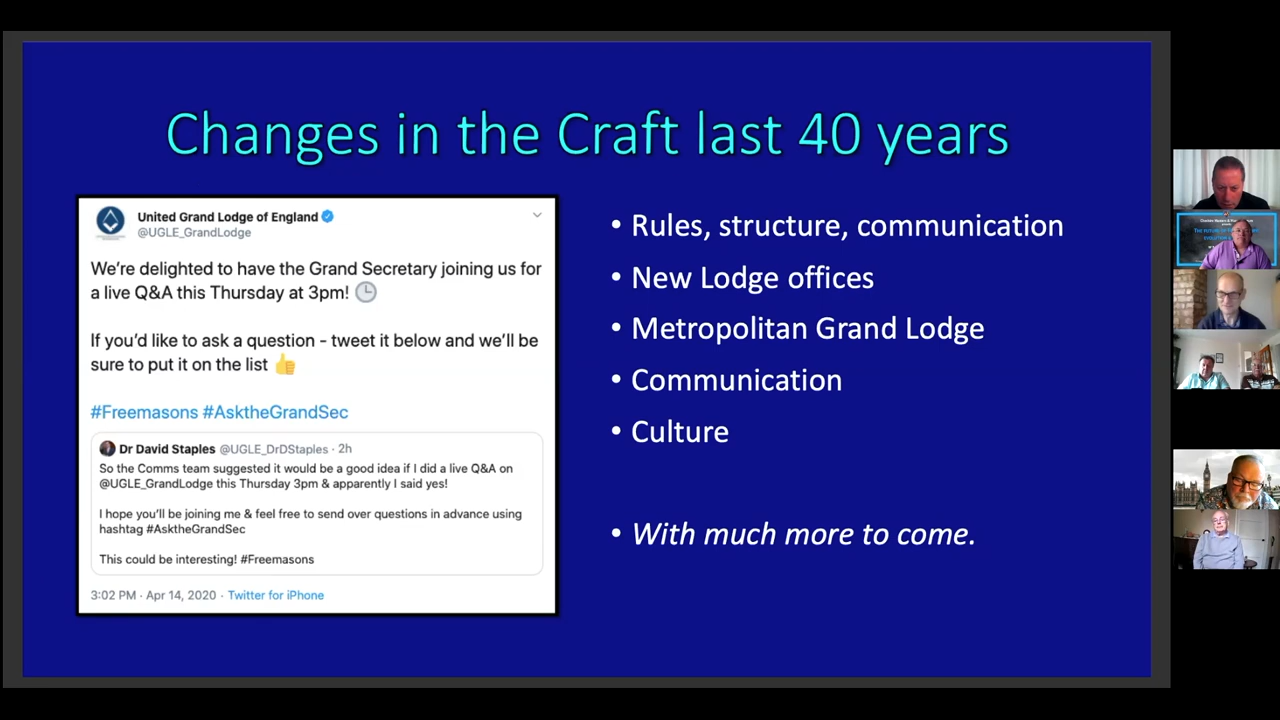 Changes in the Craft last 40 years
United Grand Lodge of England
@UGLE_GrandLodge
We're delighted to have the Grand Secretary joining us for
a live Q&A this Thursday at 3pm! 🕒
If you'd like to ask a question - tweet it below and we'll be
sure to put it on the list 👍
#Freemasons #AsktheGrandSec
Dr David Staples @UGLE_DrDStaples · 2h
So the Comms team suggested it would be a good idea if I did a live Q&A on
@UGLE_GrandLodge this Thursday 3pm & apparently I said yes!
I hope you'll be joining me & feel free to send over questions in advance using
hashtag #AsktheGrandSec
This could be interesting! #Freemasons
3:02 PM · Apr 14, 2020 · Twitter for iPhone
• Rules, structure, communication
• New Lodge offices
• Metropolitan Grand Lodge
• Communication
• Culture
• With much more to come.